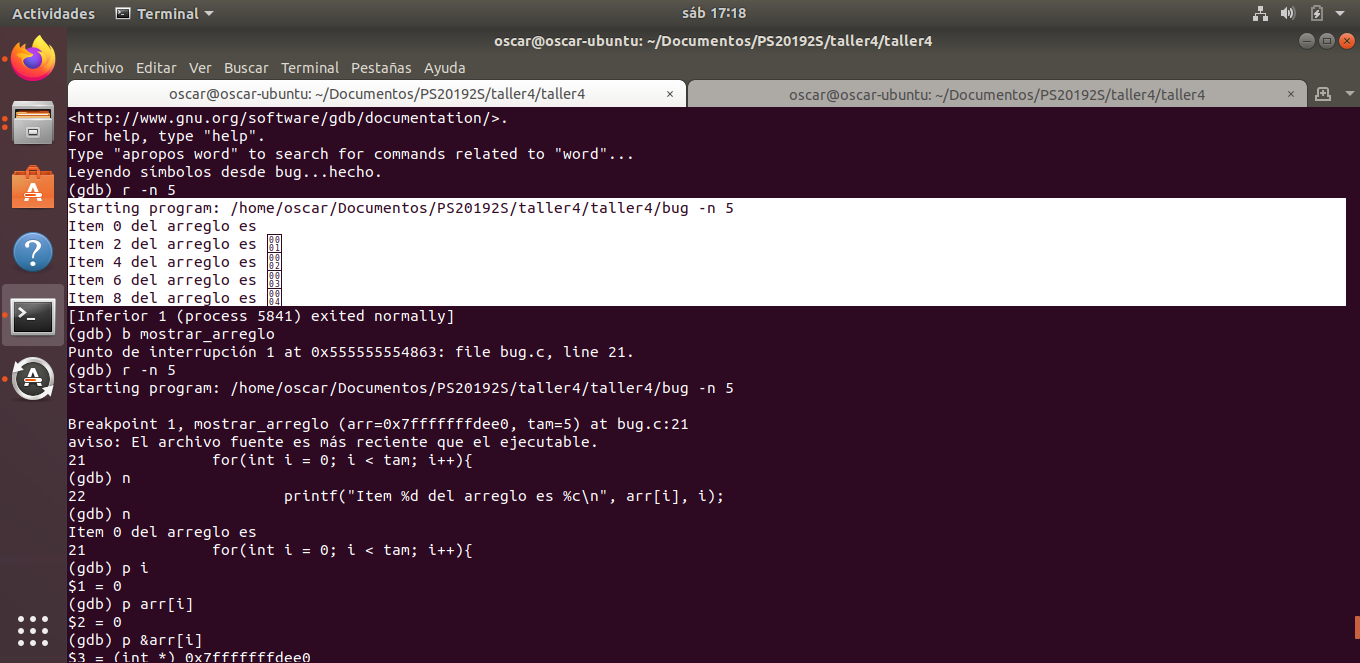 Actividades Terminal sáb 17:18
oscar@oscar-ubuntu: ~/Documentos/PS20192S/taller4/taller4
Archivo Editar Ver Buscar Terminal Pestañas Ayuda
oscar@oscar-ubuntu: ~/Documentos/PS20192S/taller4/taller4 × oscar@oscar-ubuntu: ~/Documentos/PS20192S/taller4/taller4 ×
<http://www.gnu.org/software/gdb/documentation/>.
For help, type "help".
Type "apropos word" to search for commands related to "word"...
Leyendo símbolos desde bug...hecho.
(gdb) r -n 5
Starting program: /home/oscar/Documentos/PS20192S/taller4/taller4/bug -n 5
Item 0 del arreglo es
Item 2 del arreglo es 0001
Item 4 del arreglo es 0002
Item 6 del arreglo es 0003
Item 8 del arreglo es 0004
[Inferior 1 (process 5841) exited normally]
(gdb) b mostrar_arreglo
Punto de interrupción 1 at 0x555555554863: file bug.c, line 21.
(gdb) r -n 5
Starting program: /home/oscar/Documentos/PS20192S/taller4/taller4/bug -n 5
Breakpoint 1, mostrar_arreglo (arr=0x7fffffffdee0, tam=5) at bug.c:21
aviso: El archivo fuente es más reciente que el ejecutable.
21 for(int i = 0; i < tam; i++){
(gdb) n
22 printf("Item %d del arreglo es %c\n", arr[i], i);
(gdb) n
Item 0 del arreglo es
21 for(int i = 0; i < tam; i++){
(gdb) p i
$1 = 0
(gdb) p arr[i]
$2 = 0
(gdb) p &arr[i]
$3 = (int *) 0x7fffffffdee0